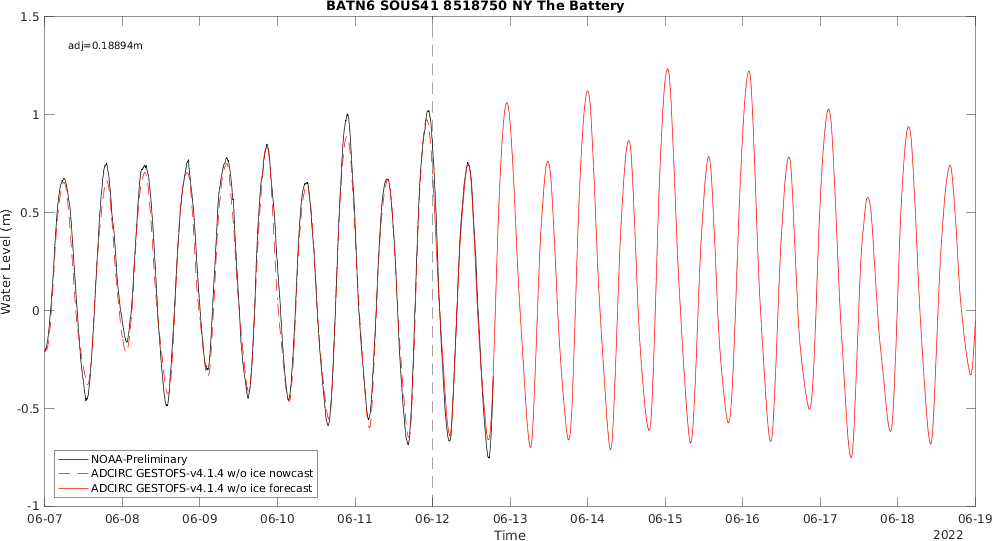 BATN6 SOUS41 8518750 NY The Battery
adj=0.18894m
Water Level (m)
1.5
1
0.5
0
-0.5
-1
NOAA-Preliminary
ADCIRC GESTOFS-v4.1.4 w/o ice nowcast
ADCIRC GESTOFS-v4.1.4 w/o ice forecast
06-07 06-08 06-09 06-10 06-11 06-12 06-13 06-14 06-15 06-16 06-17 06-18 06-19
Time
2022